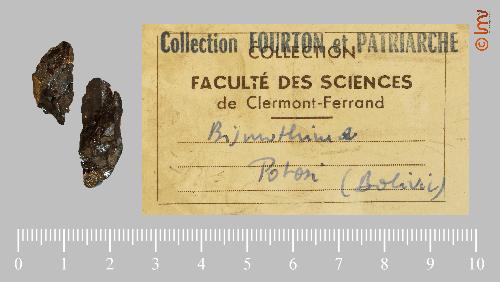 Collection FOURTON et PATRIARCHE
COLLECTION
FACULTÉ DES SCIENCES
de Clermont-Ferrand
Bismuthine
Potosi (Bolivi)
0 1 2 3 4 5 6 7 8 9 10
© lmv